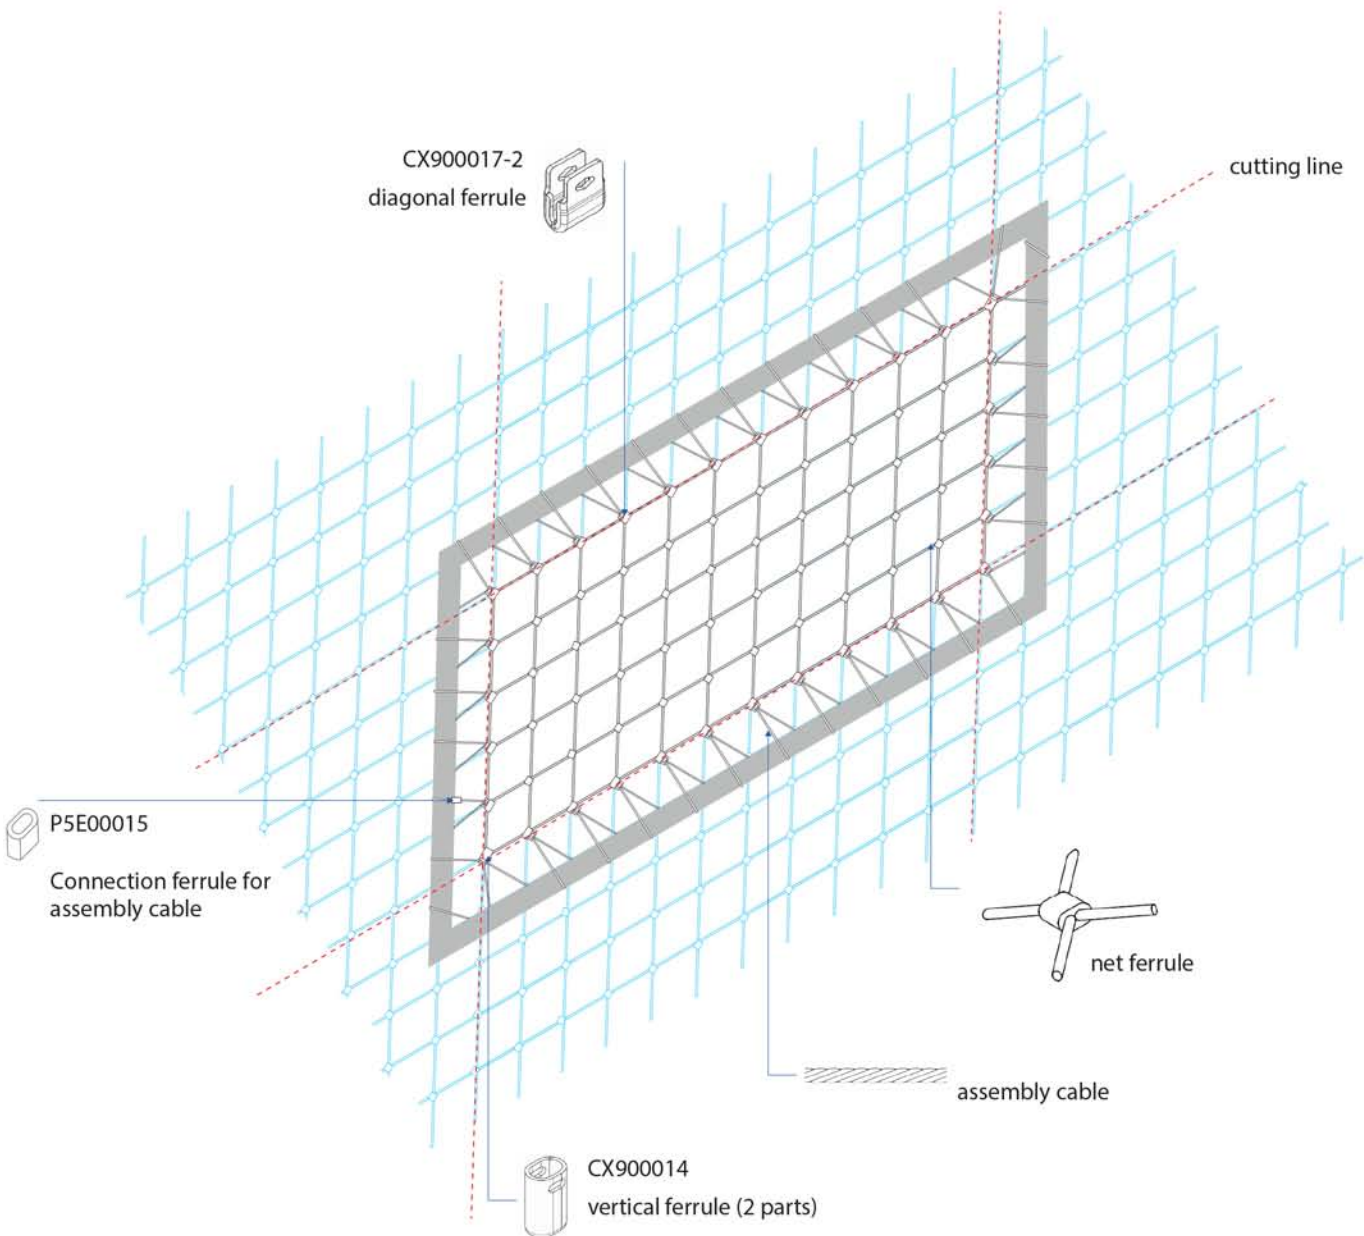 CX900017-2
diagonal ferrule
cutting line
P5E00015
Connection ferrule for
assembly cable
net ferrule
assembly cable
CX900014
vertical ferrule (2 parts)